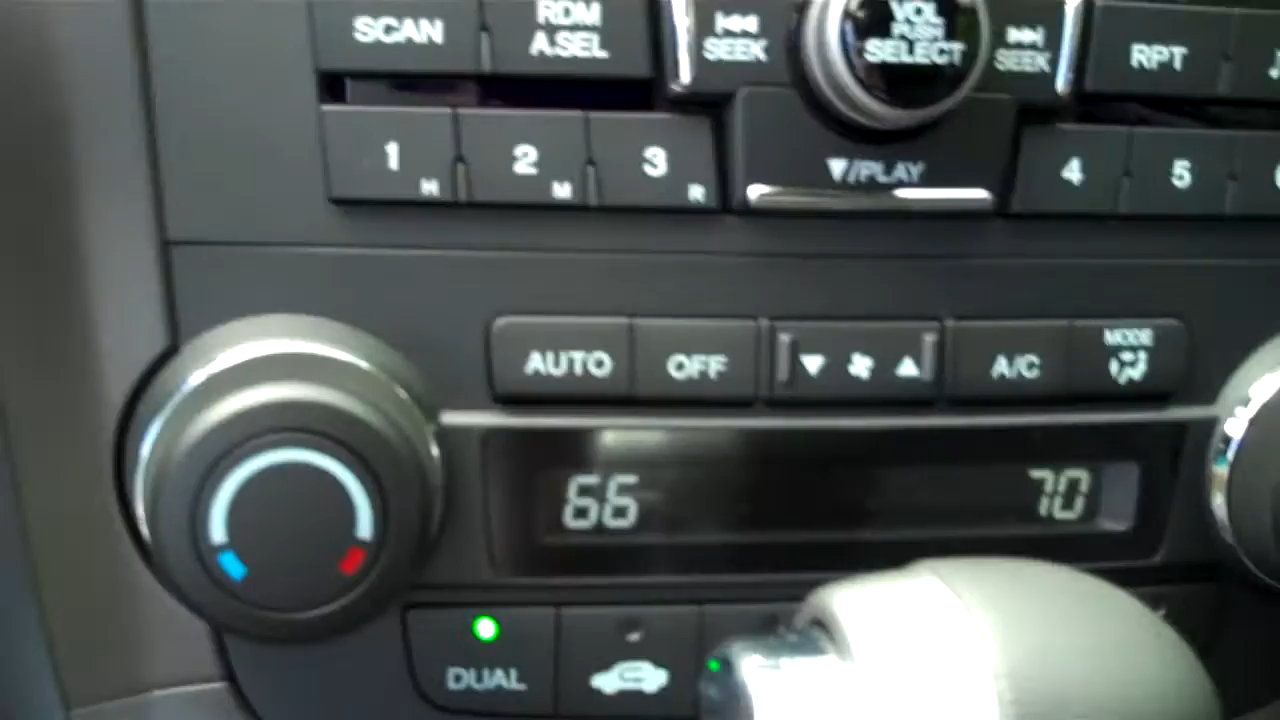 SCAN
RDM
A.SEL
SEEK
VOL
PUSH
SELECT
SEEK
RPT
1
H
2
M
3
R
▼/PLAY
4
5
AUTO
OFF
▼ ▲
A/C
MODE
66
70
DUAL